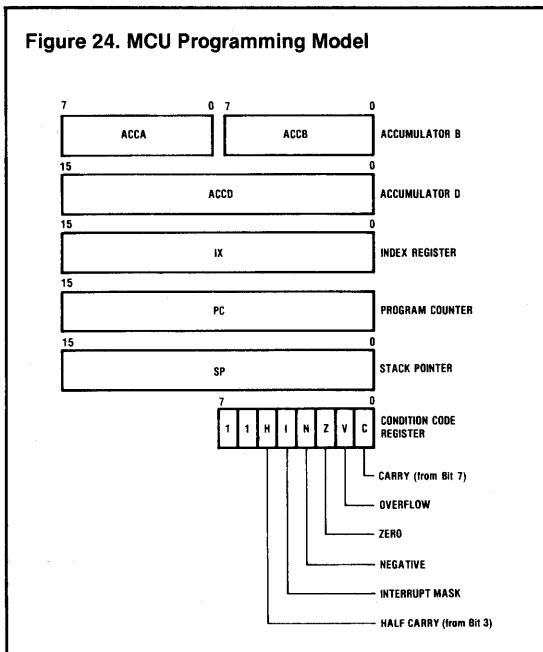 Figure 24. MCU Programming Model
7 0 7 0
ACCA ACCB ACCUMULATOR B
15 0
ACCD ACCUMULATOR D
15 0
IX INDEX REGISTER
15 0
PC PROGRAM COUNTER
15 0
SP STACK POINTER
7 0
1 1 H I N Z V C CONDITION CODE
REGISTER
CARRY (from Bit 7)
OVERFLOW
ZERO
NEGATIVE
INTERRUPT MASK
HALF CARRY (from Bit 3)